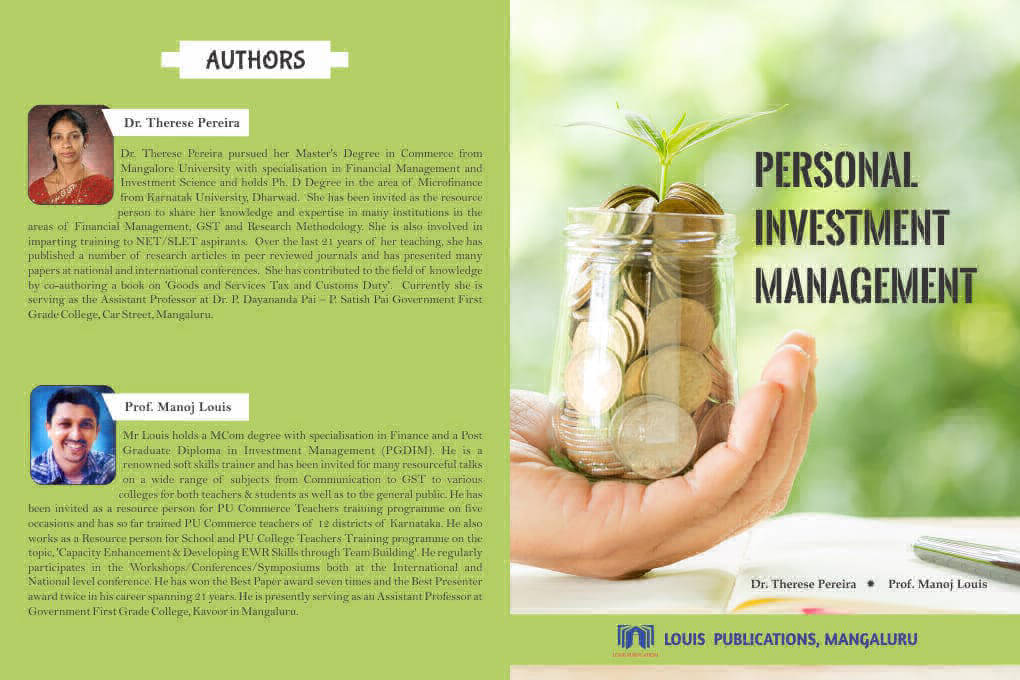 AUTHORS
Dr. Therese Pereira
Dr. Therese Pereira pursued her Master's Degree in Commerce from
Mangalore University with specialisation in Financial Management and
Investment Science and holds Ph. D Degree in the area of Microfinance
from Karnatak University, Dharwad. She has been invited as the resource
person to share her knowledge and expertise in many institutions in the
areas of Financial Management, GST and Research Methodology. She is also involved in
imparting training to NET/SLET aspirants. Over the last 21 years of her teaching, she has
published a number of research articles in peer reviewed journals and has presented many
papers at national and international conferences. She has contributed to the field of knowledge
by co-authoring a book on 'Goods and Services Tax and Customs Duty'. Currently she is
serving as the Assistant Professor at Dr. P. Dayananda Pai – P. Satish Pai Government First
Grade College, Car Street, Mangaluru.
Prof. Manoj Louis
Mr Louis holds a MCom degree with specialisation in Finance and a Post
Graduate Diploma in Investment Management (PGDIM). He is a
renowned soft skills trainer and has been invited for many resourceful talks
on a wide range of subjects from Communication to GST to various
colleges for both teachers & students as well as to the general public. He has
been invited as a resource person for PU Commerce Teachers training programme on five
occasions and has so far trained PU Commerce teachers of 12 districts of Karnataka. He also
works as a Resource person for School and PU College Teachers Training programme on the
topic, 'Capacity Enhancement & Developing EWR Skills through Team Building'. He regularly
participates in the Workshops/Conferences/Symposiums both at the International and
National level conference. He has won the Best Paper award seven times and the Best Presenter
award twice in his career spanning 21 years. He is presently serving as an Assistant Professor at
Government First Grade College, Kavoor in Mangaluru.
PERSONAL
INVESTMENT
MANAGEMENT
Dr. Therese Pereira ✷ Prof. Manoj Louis
LOUIS PUBLICATIONS, MANGALURU
LOUIS PUBLICATION